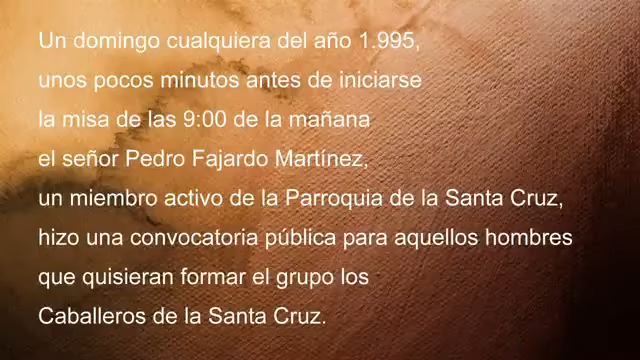 Un domingo cualquiera del año 1.995,
unos pocos minutos antes de iniciarse
la misa de las 9:00 de la mañana
el señor Pedro Fajardo Martínez,
un miembro activo de la Parroquia de la Santa Cruz,
hizo una convocatoria pública para aquellos hombres
que quisieran formar el grupo los
Caballeros de la Santa Cruz.